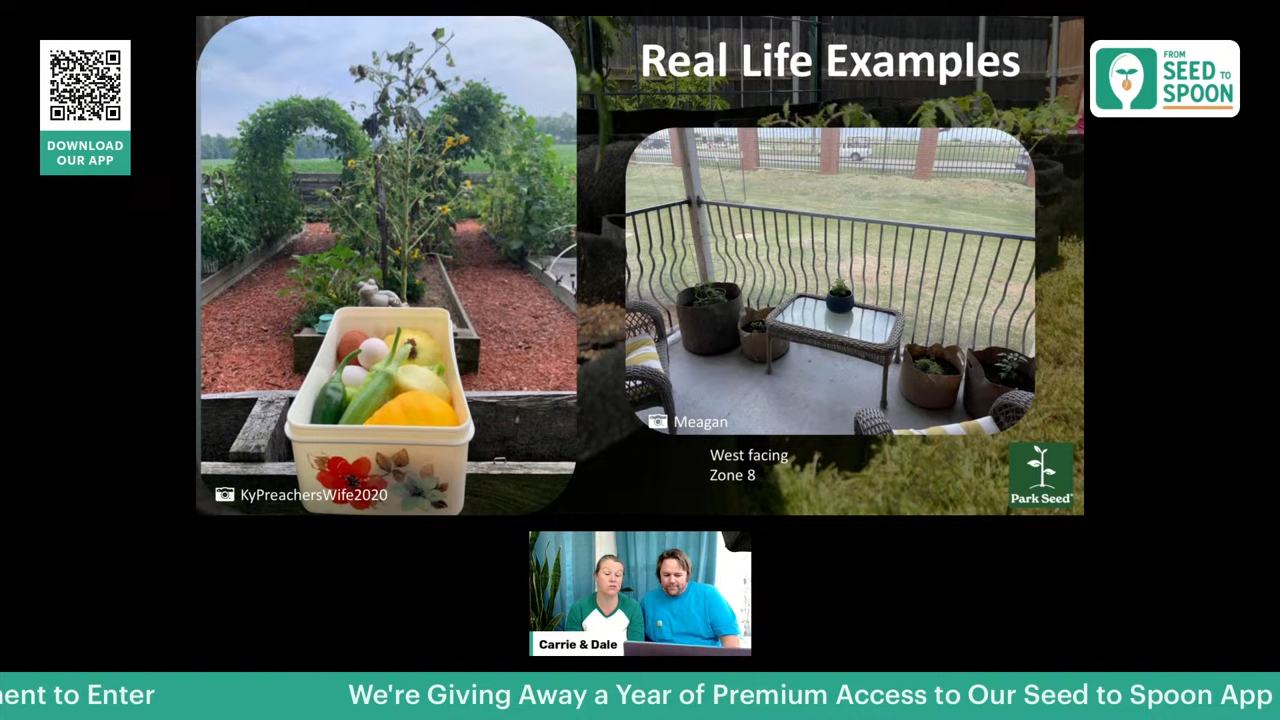 DOWNLOAD
OUR APP
Real Life Examples
FROM
SEED TO
SPOON
KyPreachersWife2020
Meagan
West facing
Zone 8
Park Seed
Carrie & Dale
ent to Enter
We're Giving Away a Year of Premium Access to Our Seed to Spoon App